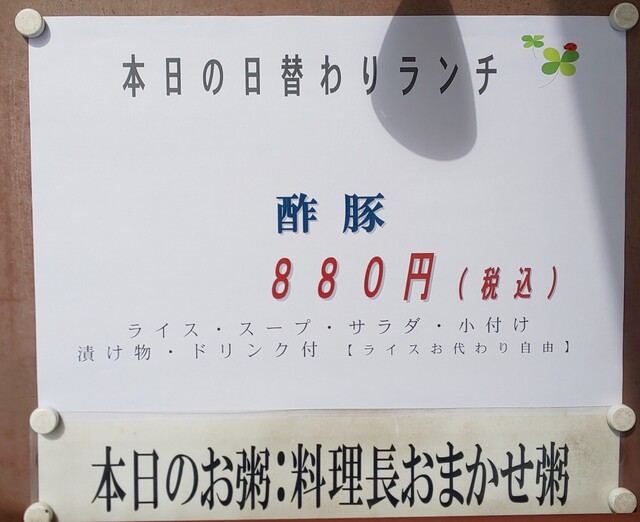 本日の日替わりランチ
酢豚
880円(税込)
ライス・スープ・サラダ・小付け
漬け物・ドリンク付【ライスお代わり自由】
本日のお粥:料理長おまかせ粥